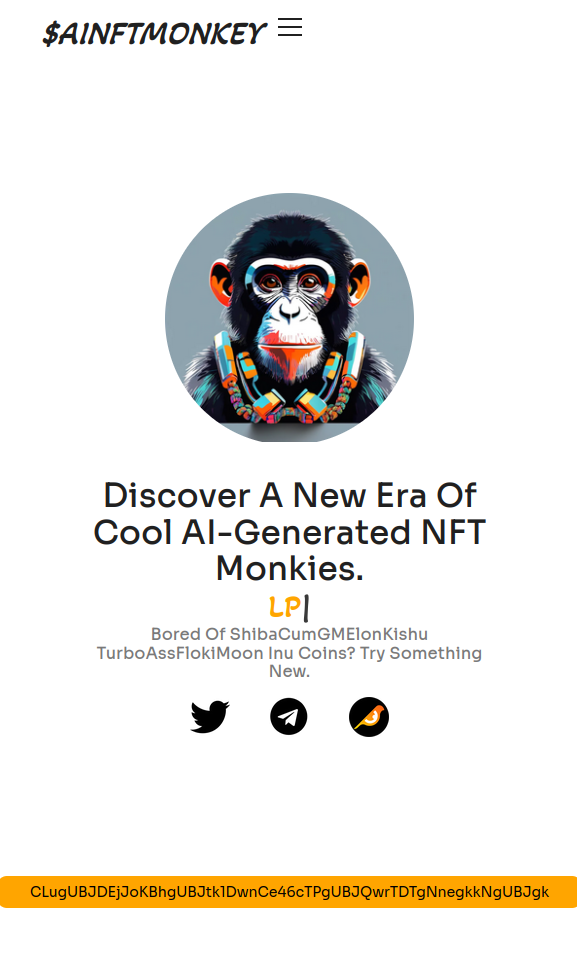 $AINFTMONKEY
Discover A New Era Of
Cool AI-Generated NFT
Monkies.
LP|
Bored Of ShibaCumGMElonKishu
TurboAssFlokiMoon Inu Coins? Try Something
New.
CLugUBJDEjJoKBhgUBJtk1DwnCe46cTPgUBJQwrTDTgNnegkkNgUBJgk